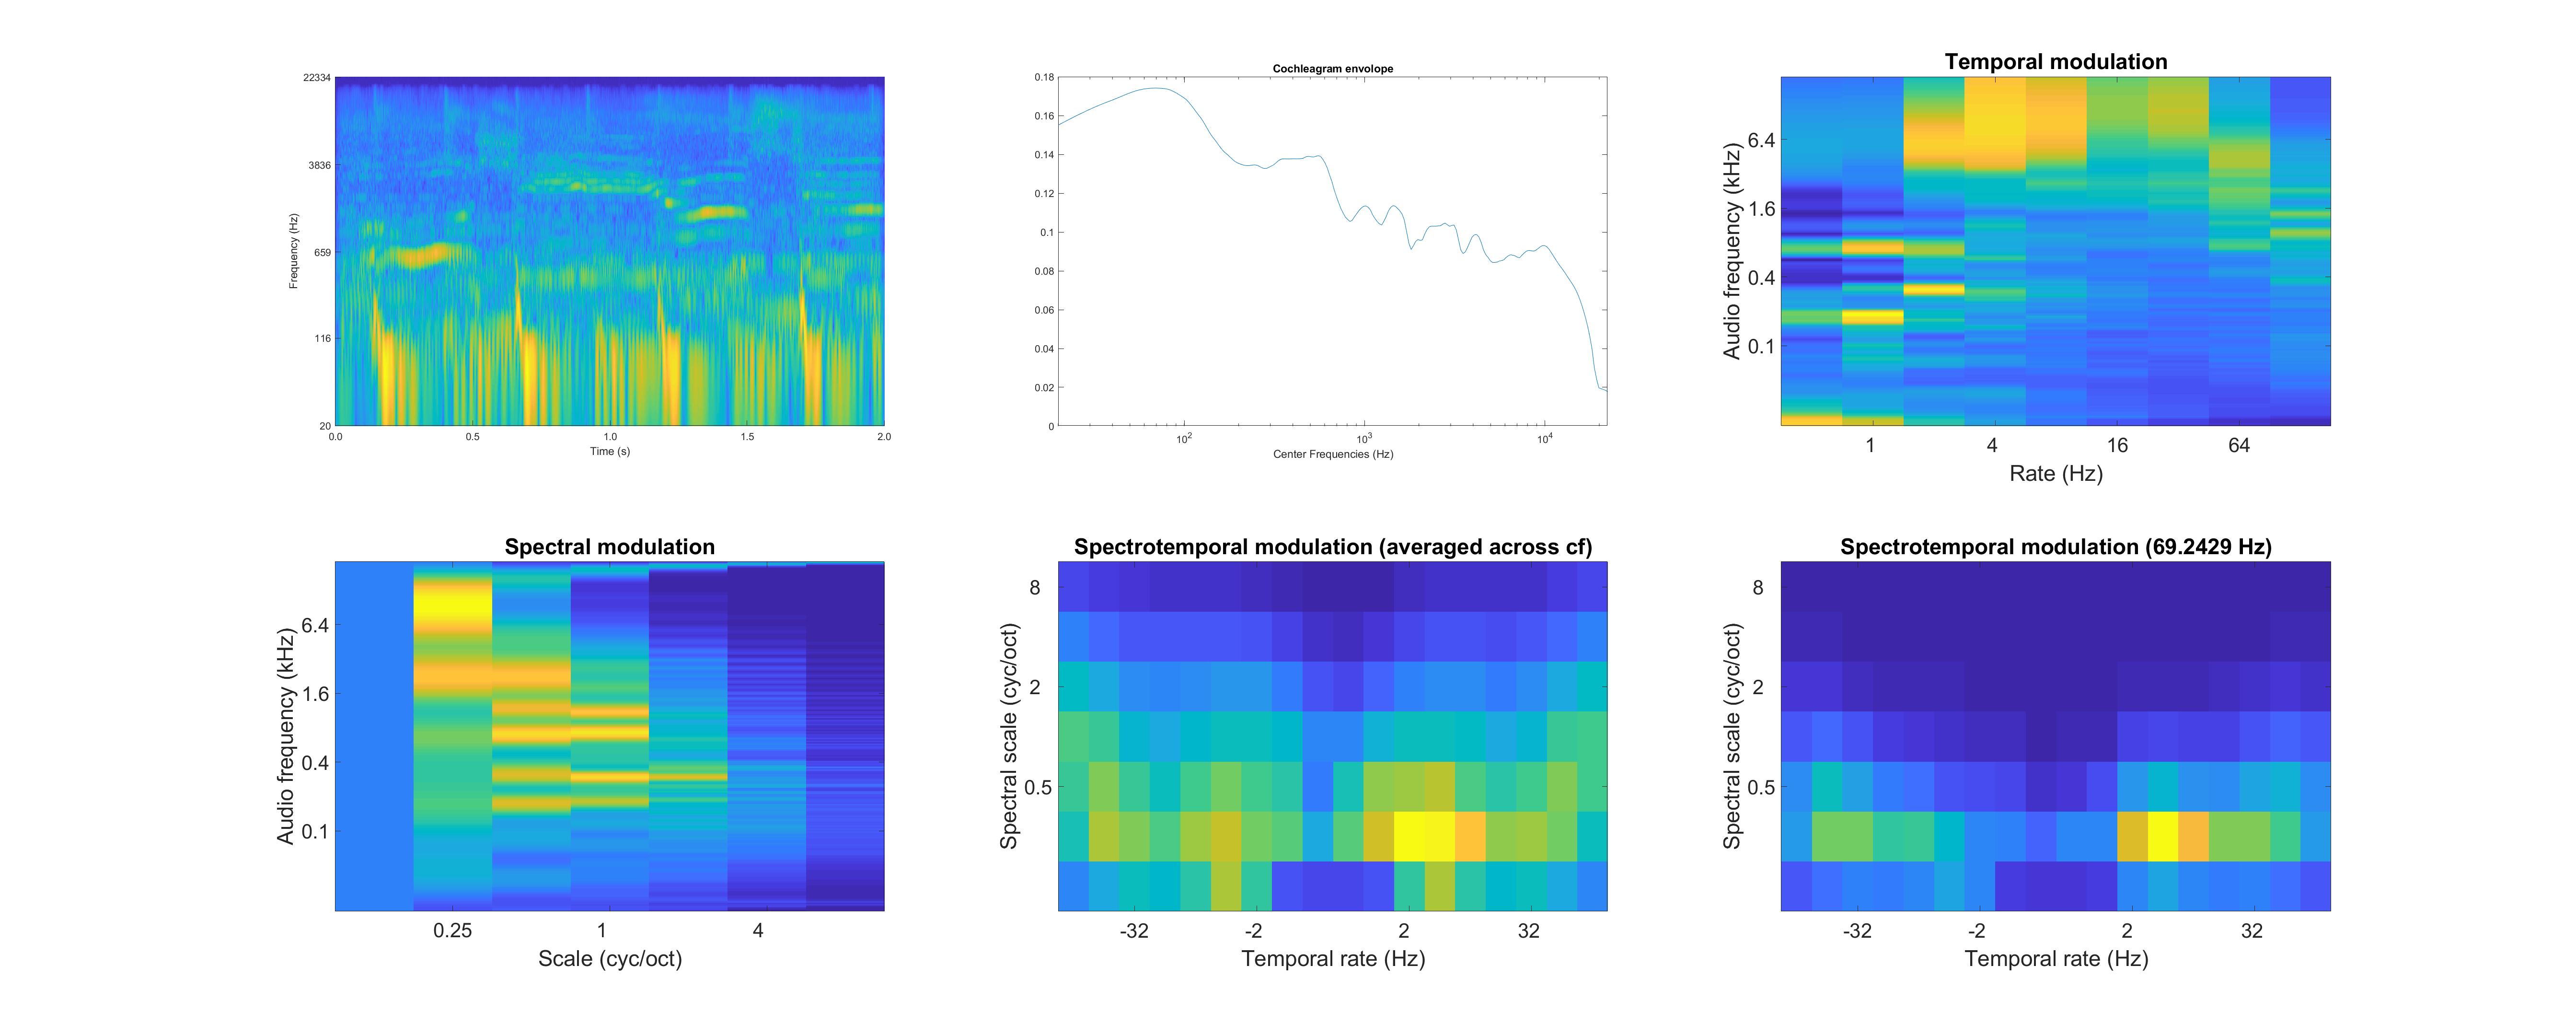 22334
3836
659
116
20
0.0 0.5 1.0 1.5 2.0
Frequency (Hz)
Time (s)
Cochleagram envolope
0.18
0.16
0.14
0.12
0.1
0.08
0.06
0.04
0.02
0
10² 10³ 10⁴
Center Frequencies (Hz)
Temporal modulation
6.4
1.6
0.4
0.1
1 4 16 64
Audio frequency (kHz)
Rate (Hz)
Spectral modulation
6.4
1.6
0.4
0.1
0.25 1 4
Audio frequency (kHz)
Scale (cyc/oct)
Spectrotemporal modulation (averaged across cf)
8
2
0.5
-32 -2 2 32
Spectral scale (cyc/oct)
Temporal rate (Hz)
Spectrotemporal modulation (69.2429 Hz)
8
2
0.5
-32 -2 2 32
Spectral scale (cyc/oct)
Temporal rate (Hz)